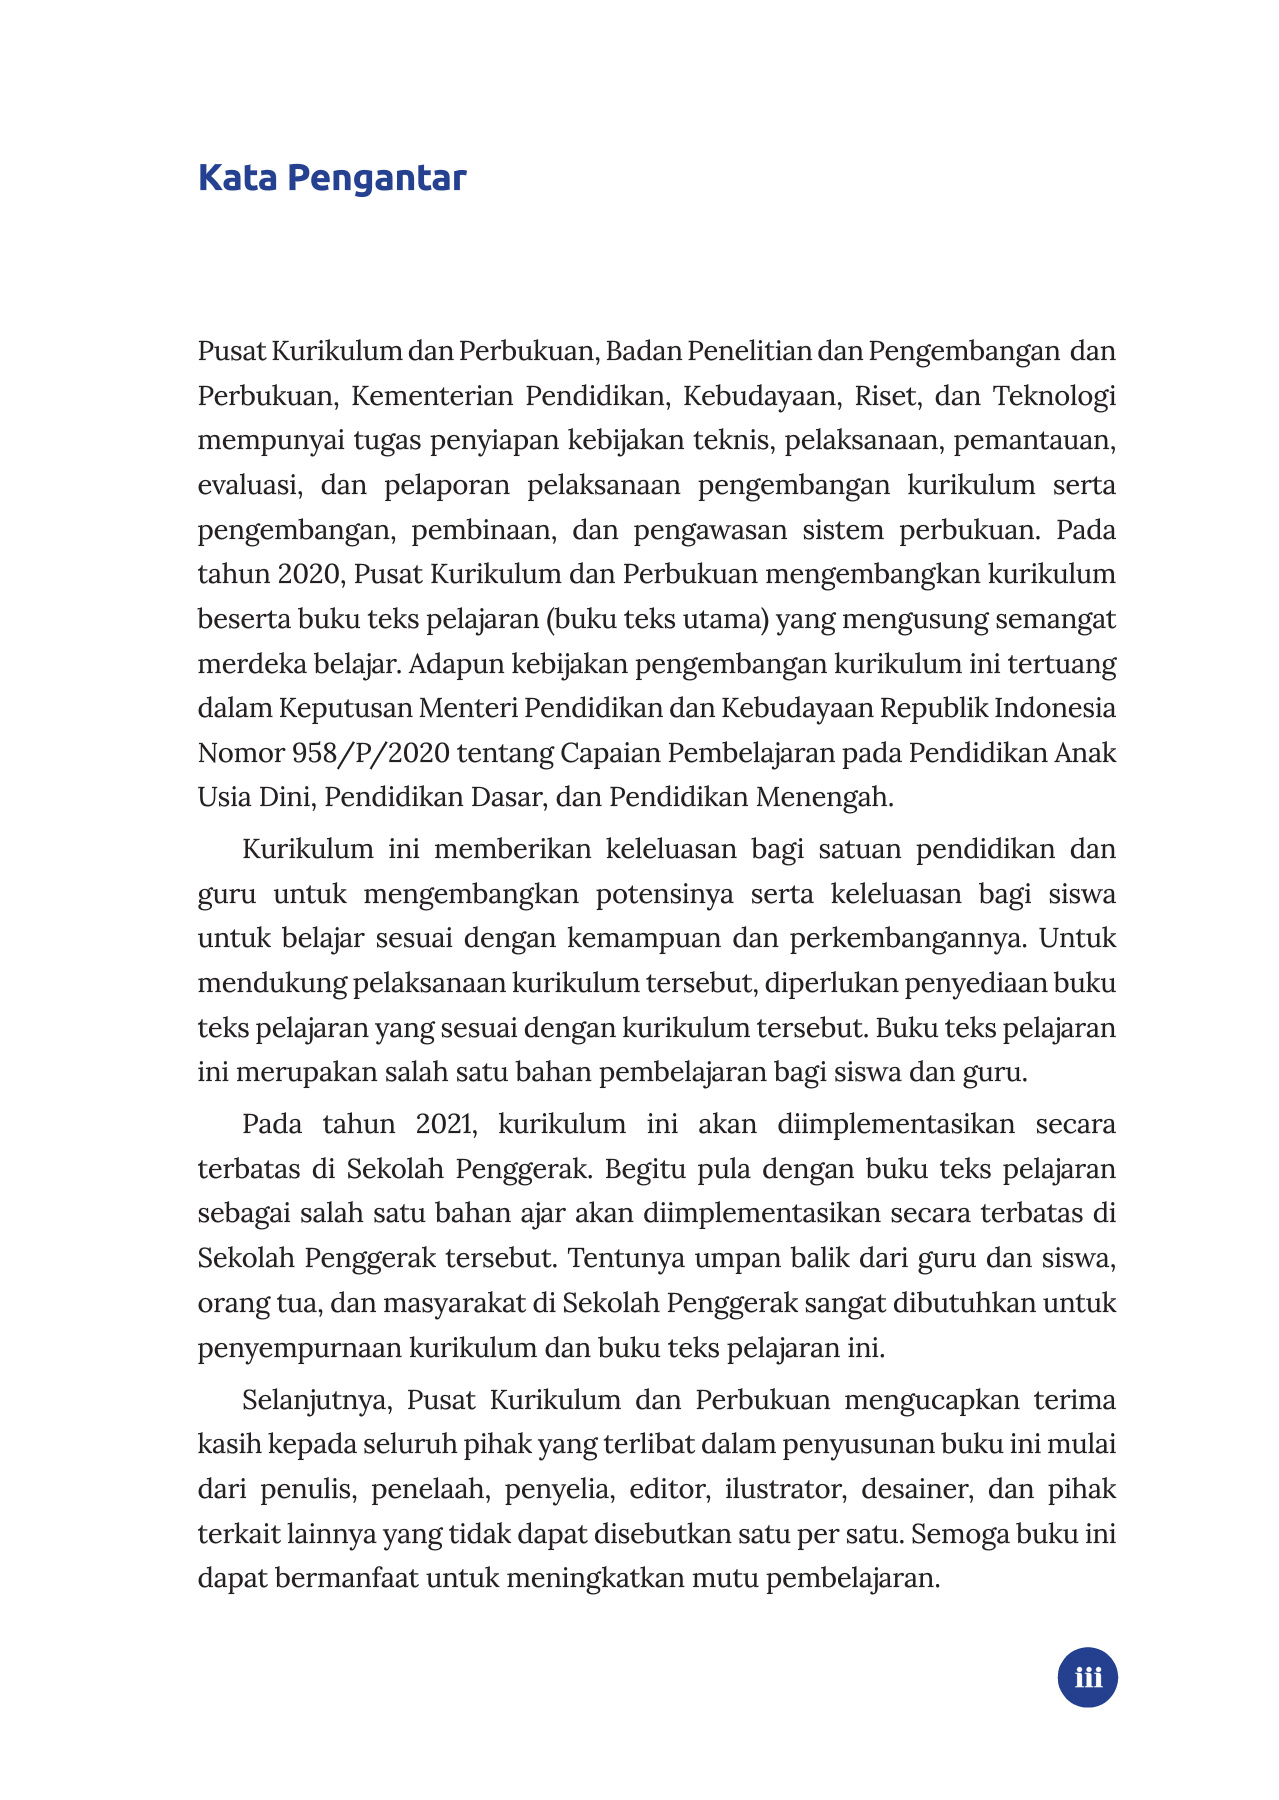 Kata Pengantar
Pusat Kurikulum dan Perbukuan, Badan Penelitian dan Pengembangan dan
Perbukuan, Kementerian Pendidikan, Kebudayaan, Riset, dan Teknologi
mempunyai tugas penyiapan kebijakan teknis, pelaksanaan, pemantauan,
evaluasi, dan pelaporan pelaksanaan pengembangan kurikulum serta
pengembangan, pembinaan, dan pengawasan sistem perbukuan. Pada
tahun 2020, Pusat Kurikulum dan Perbukuan mengembangkan kurikulum
beserta buku teks pelajaran (buku teks utama) yang mengusung semangat
merdeka belajar. Adapun kebijakan pengembangan kurikulum ini tertuang
dalam Keputusan Menteri Pendidikan dan Kebudayaan Republik Indonesia
Nomor 958/P/2020 tentang Capaian Pembelajaran pada Pendidikan Anak
Usia Dini, Pendidikan Dasar, dan Pendidikan Menengah.
Kurikulum ini memberikan keleluasan bagi satuan pendidikan dan
guru untuk mengembangkan potensinya serta keleluasan bagi siswa
untuk belajar sesuai dengan kemampuan dan perkembangannya. Untuk
mendukung pelaksanaan kurikulum tersebut, diperlukan penyediaan buku
teks pelajaran yang sesuai dengan kurikulum tersebut. Buku teks pelajaran
ini merupakan salah satu bahan pembelajaran bagi siswa dan guru.
Pada tahun 2021, kurikulum ini akan diimplementasikan secara
terbatas di Sekolah Penggerak. Begitu pula dengan buku teks pelajaran
sebagai salah satu bahan ajar akan diimplementasikan secara terbatas di
Sekolah Penggerak tersebut. Tentunya umpan balik dari guru dan siswa,
orang tua, dan masyarakat di Sekolah Penggerak sangat dibutuhkan untuk
penyempurnaan kurikulum dan buku teks pelajaran ini.
Selanjutnya, Pusat Kurikulum dan Perbukuan mengucapkan terima
kasih kepada seluruh pihak yang terlibat dalam penyusunan buku ini mulai
dari penulis, penelaah, penyelia, editor, ilustrator, desainer, dan pihak
terkait lainnya yang tidak dapat disebutkan satu per satu. Semoga buku ini
dapat bermanfaat untuk meningkatkan mutu pembelajaran.
iii